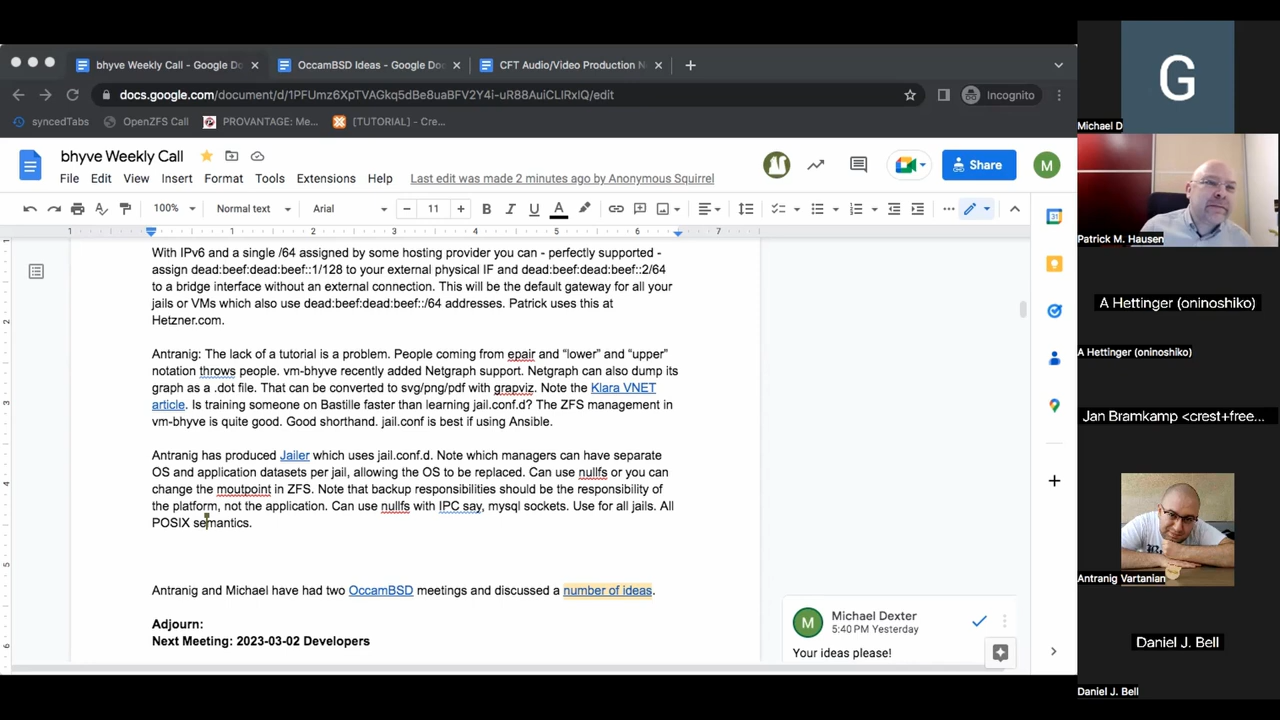 bhyve Weekly Call - Google Do
OccamBSD Ideas - Google Doc
CFT Audio/Video Production N
docs.google.com/document/d/1PFUmz6XpTVAGkq5dBe8uaBFV2Y4i-uR88AuiCLlRxIQ/edit
Incognito
syncedTabs
OpenZFS Call
PROVANTAGE: Me...
[TUTORIAL] - Cre...
bhyve Weekly Call
File Edit View Insert Format Tools Extensions Help Last edit was made 2 minutes ago by Anonymous Squirrel
Share
M
100% Normal text Arial 11
1 1 2 3 4 5 6 7
With IPv6 and a single /64 assigned by some hosting provider you can - perfectly supported -
assign dead:beef:dead:beef::1/128 to your external physical IF and dead:beef:dead:beef::2/64
to a bridge interface without an external connection. This will be the default gateway for all your
jails or VMs which also use dead:beef:dead:beef::/64 addresses. Patrick uses this at
Hetzner.com.
Antranig: The lack of a tutorial is a problem. People coming from epair and “lower” and “upper”
notation throws people. vm-bhyve recently added Netgraph support. Netgraph can also dump its
graph as a .dot file. That can be converted to svg/png/pdf with grapviz. Note the Klara VNET
article. Is training someone on Bastille faster than learning jail.conf.d? The ZFS management in
vm-bhyve is quite good. Good shorthand. jail.conf is best if using Ansible.
Antranig has produced Jailer which uses jail.conf.d. Note which managers can have separate
OS and application datasets per jail, allowing the OS to be replaced. Can use nullfs or you can
change the moutpoint in ZFS. Note that backup responsibilities should be the responsibility of
the platform, not the application. Can use nullfs with IPC say, mysql sockets. Use for all jails. All
POSIX semantics.
Antranig and Michael have had two OccamBSD meetings and discussed a number of ideas.
Adjourn:
Next Meeting: 2023-03-02 Developers
M
Michael Dexter
5:40 PM Yesterday
Your ideas please!
G
Michael D
Patrick M. Hausen
A Hettinger (oninoshiko)
A Hettinger (oninoshiko)
Jan Bramkamp <crest+free...
Antranig Vartanian
Daniel J. Bell
Daniel J. Bell